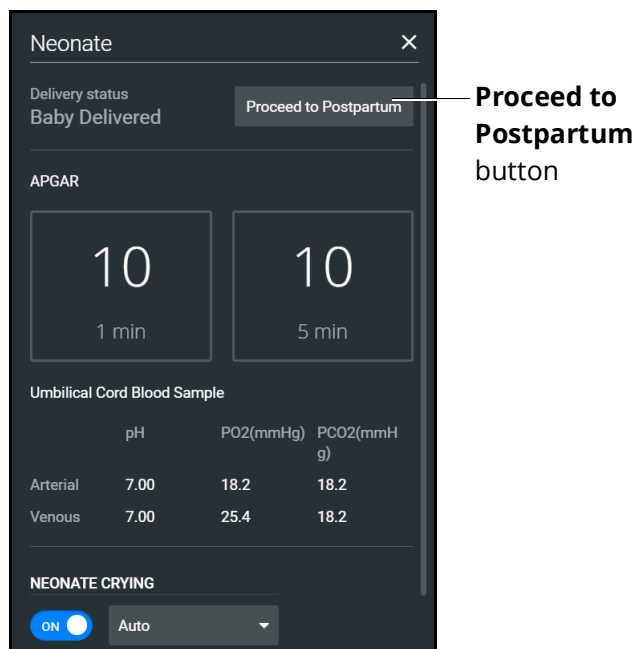 Neonate
Delivery status
Baby Delivered
Proceed to Postpartum
Proceed to
Postpartum
button
APGAR
10
1 min
10
5 min
Umbilical Cord Blood Sample
pH PO2(mmHg) PCO2(mmH
g)
Arterial 7.00 18.2 18.2
Venous 7.00 25.4 18.2
NEONATE CRYING
ON Auto